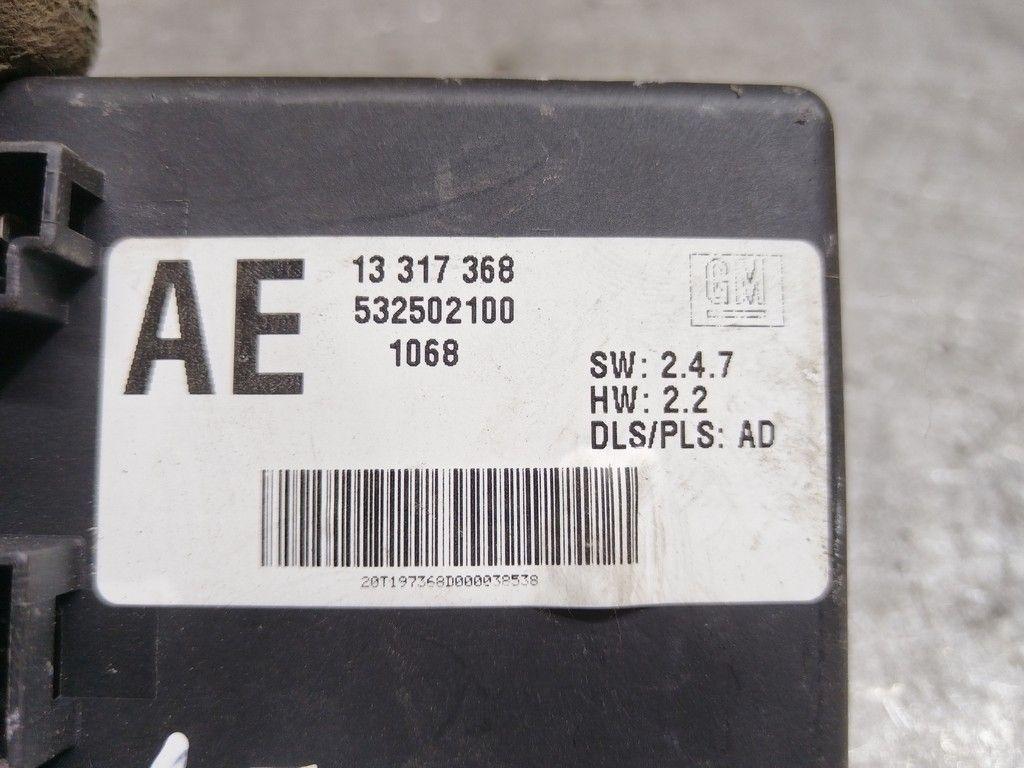 AE
13 317 368
532502100
1068
GM
SW: 2.4.7
HW: 2.2
DLS/PLS: AD
20T197368D000038538